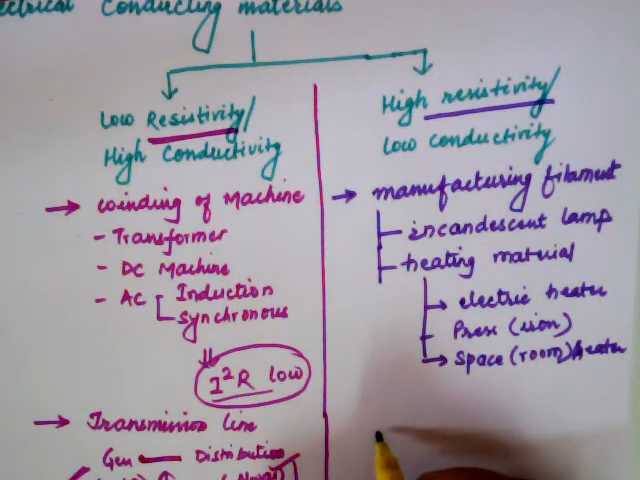 Electrical Conducting materials
Low Resistivity/
High Conductivity
→ Winding of Machine
- Transformer
- DC Machine
- AC Induction
Synchronous
I²R low
→ Transmission line
Gen — Distribution
High resistivity/
Low conductivity
→ manufacturing filament
incandescent lamp
heating material
→ electric heater
Press (iron)
→ Space (room) heater